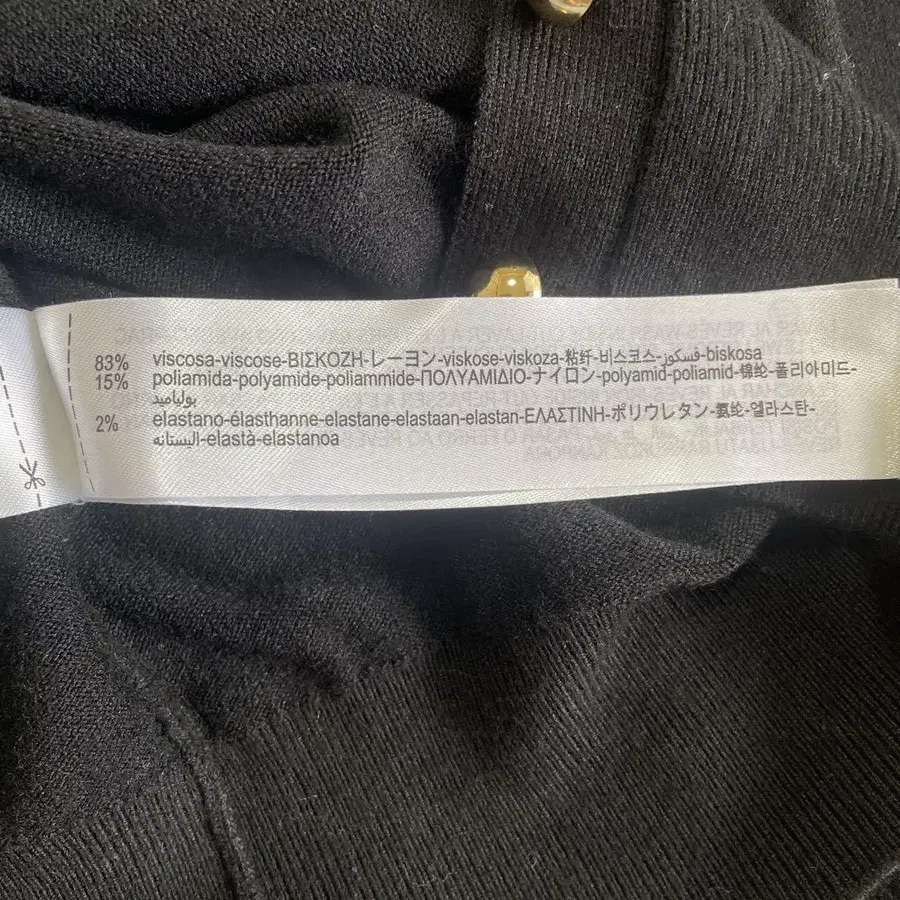 83% viscosa-viscose-ΒΙΣΚΟΖΗ-レーヨン-viskose-viskoza-粘纤-비스코스-فسكوز-biskosa
15% poliamida-polyamide-poliammide-ΠΟΛΥΑΜΙΔΙΟ-ナイロン-polyamid-poliamid-锦纶-폴리아미드-
بولياميد
2% elastano-élasthanne-elastane-elastaan-elastan-ΕΛΑΣΤΙΝΗ-ポリウレタン-氨纶-엘라스탄-
اليستانه-elastà-elastanoa